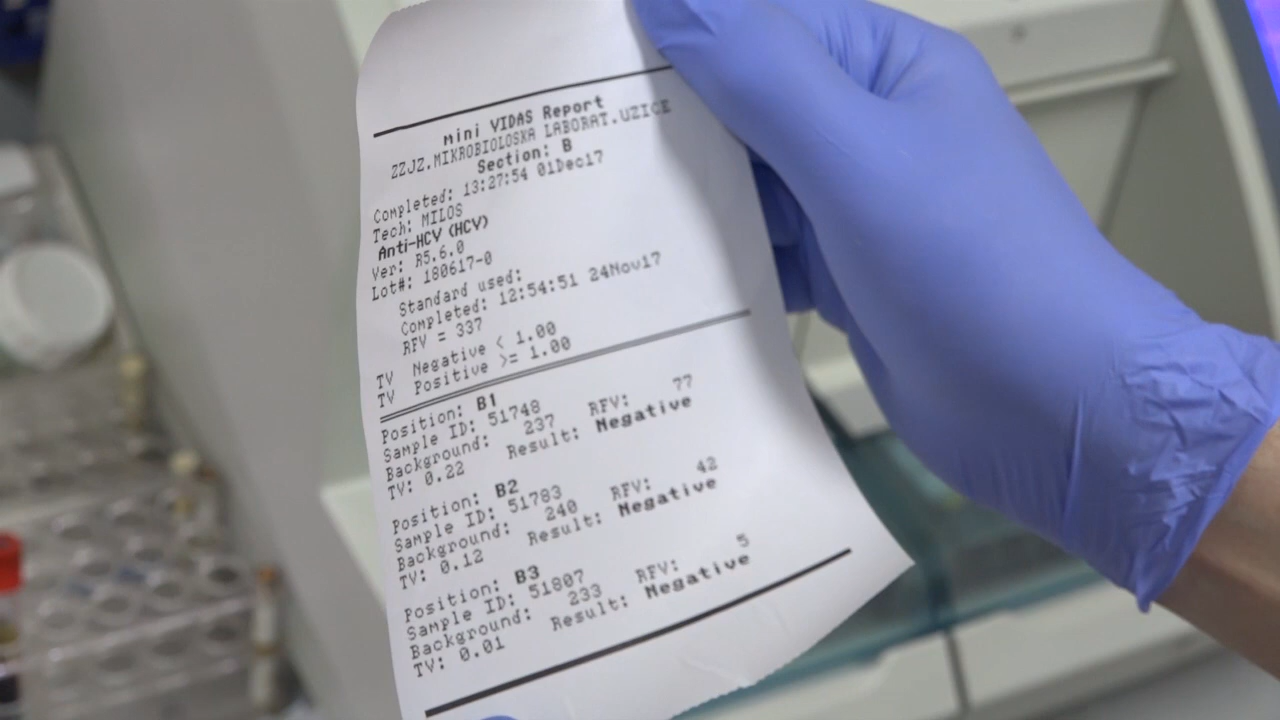 mini VIDAS Report
ZZJZ.MIKROBIOLOSKA LABORAT.UZICE
Section: B
Completed: 13:27:54 01Dec17
Tech: MILOS
Anti-HCV (HCV)
Ver: R5.6.0
Lot#: 180617-0
Standard used:
Completed: 12:54:51 24Nov17
RFV = 337
TV Negative < 1.00
TV Positive >= 1.00
Position: B1
Sample ID: 51748 RFV: 77
Background: 237 Result: Negative
TV: 0.22
Position: B2
Sample ID: 51783 RFV: 42
Background: 240 Result: Negative
TV: 0.12
Position: B3
Sample ID: 51807 RFV: 5
Background: 233 Result: Negative
TV: 0.01